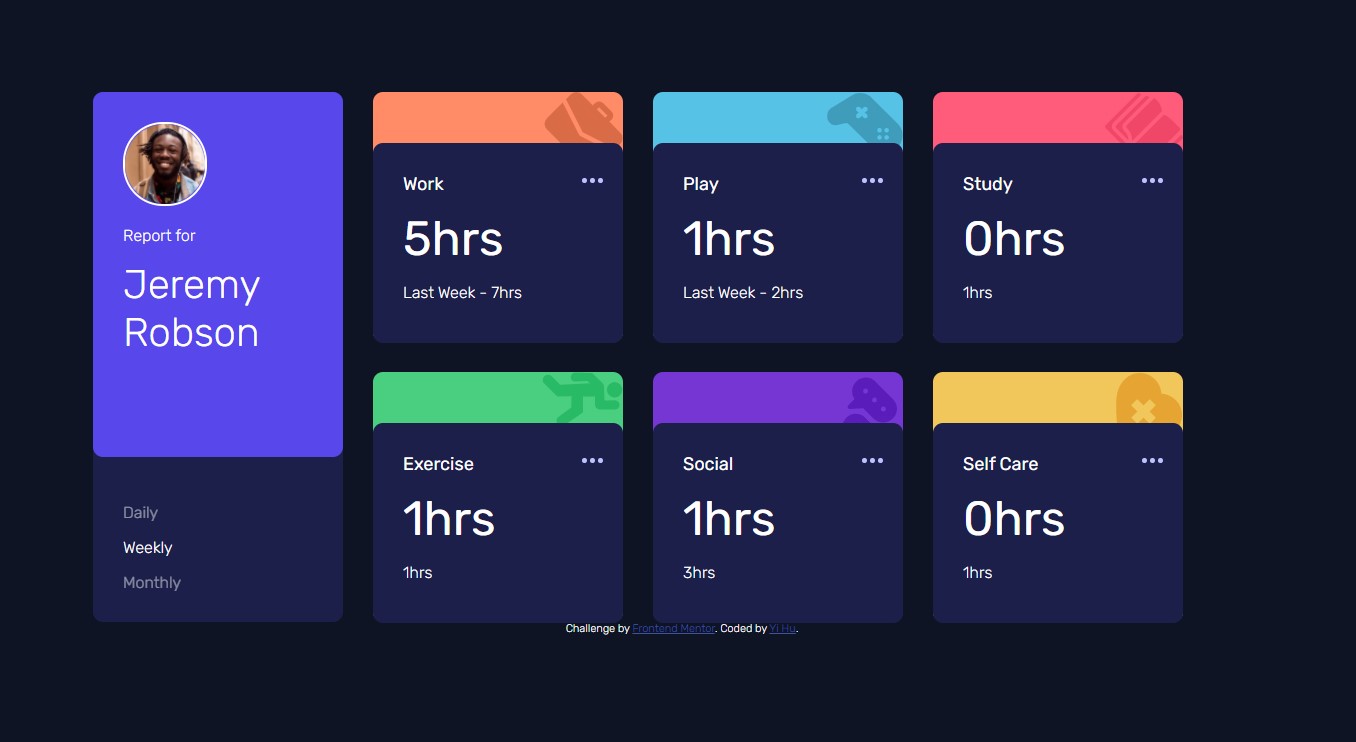 Report for
Jeremy
Robson
Daily
Weekly
Monthly
Work
5hrs
Last Week - 7hrs
Play
1hrs
Last Week - 2hrs
Study
0hrs
1hrs
Exercise
1hrs
1hrs
Social
1hrs
3hrs
Self Care
0hrs
1hrs
Challenge by Frontend Mentor. Coded by Yi Hu.